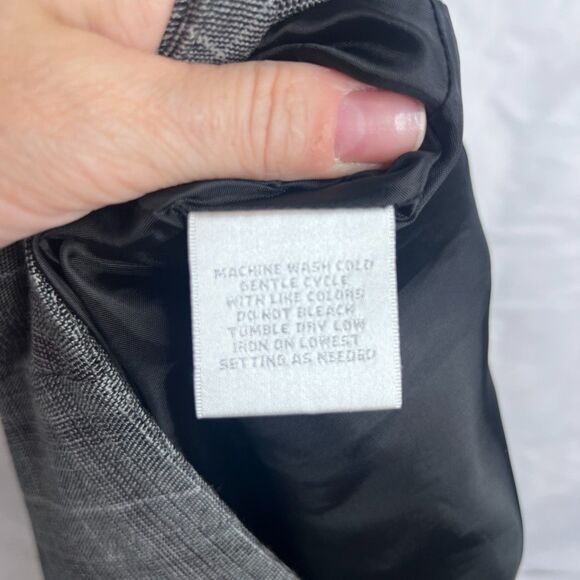 MACHINE WASH COLD
GENTLE CYCLE
WITH LIKE COLORS
DO NOT BLEACH
TUMBLE DRY LOW
IRON ON LOWEST
SETTING AS NEEDED